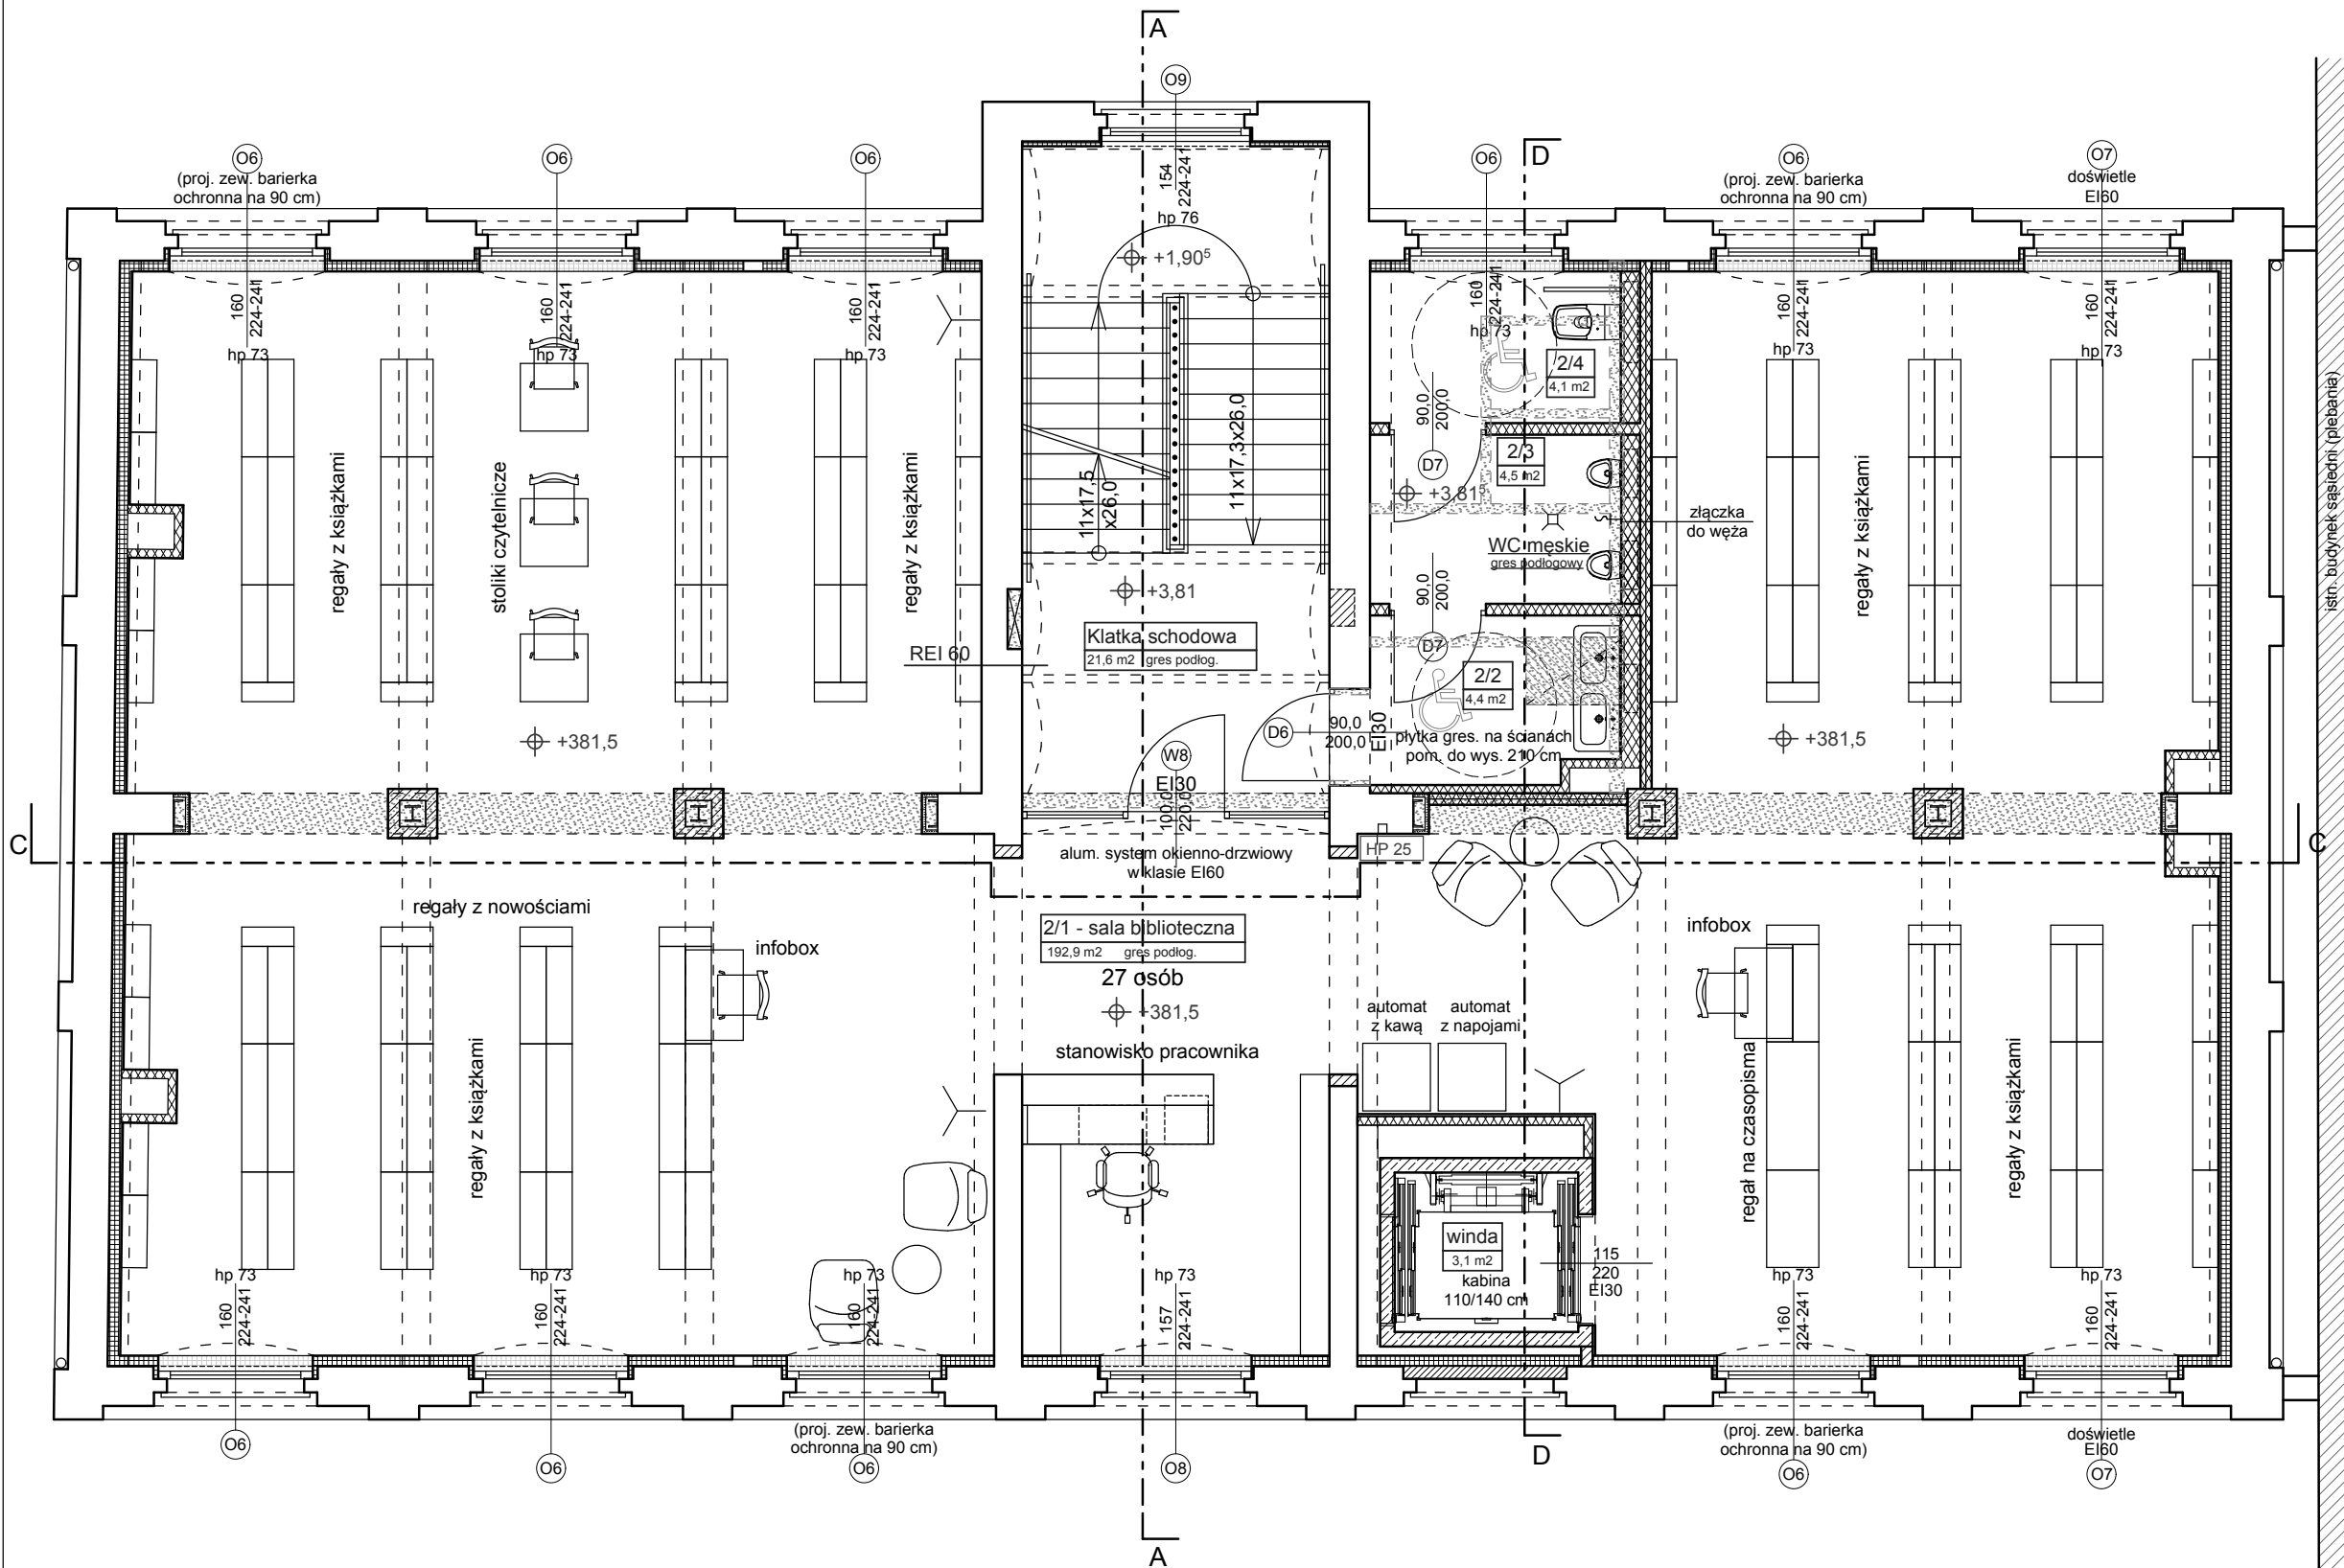 A
O9
O6
(proj. zew. barierka
ochronna na 90 cm)
O6
O6
O6
D
O6
(proj. zew. barierka
ochronna na 90 cm)
O7
doświetle
EI60
154
224-241
hp 76
+1,90⁵
160
224-241
hp 73
160
224-241
hp 73
160
224-241
hp 73
160
224-241
hp 73
160
224-241
hp 73
160
224-241
hp 73
2/4
4,1 m2
90,0
200,0
D7
2/3
4,5 m2
+3,81⁵
11x17,5
x26,0
11x17,3x26,0
regały z książkami
stoliki czytelnicze
regały z książkami
regały z książkami
złączka
do węża
istn. budynek sąsiedni (plebania)
WC męskie
gres podłogowy
90,0
200,0
D7
+3,81
Klatka schodowa
21,6 m2 gres podłog.
REI 60
2/2
4,4 m2
D6
90,0
200,0
EI30
płytka gres. na ścianach
pom. do wys. 210 cm
W8
EI30
100,0
220,0
+381,5
+381,5
C
C
alum. system okienno-drzwiowy
w klasie EI60
HP 25
regały z nowościami
infobox
2/1 - sala biblioteczna
192,9 m2 gres podłog.
27 osób
+381,5
stanowisko pracownika
automat
z kawą
automat
z napojami
infobox
regały z książkami
regał na czasopisma
regały z książkami
winda
3,1 m2
kabina
110/140 cm
115
220
EI30
hp 73
160
224-241
hp 73
160
224-241
hp 73
160
224-241
hp 73
157
224-241
hp 73
160
224-241
hp 73
160
224-241
O6
O6
(proj. zew. barierka
ochronna na 90 cm)
O6
O8
D
(proj. zew. barierka
ochronna na 90 cm)
O6
doświetle
EI60
O7
A